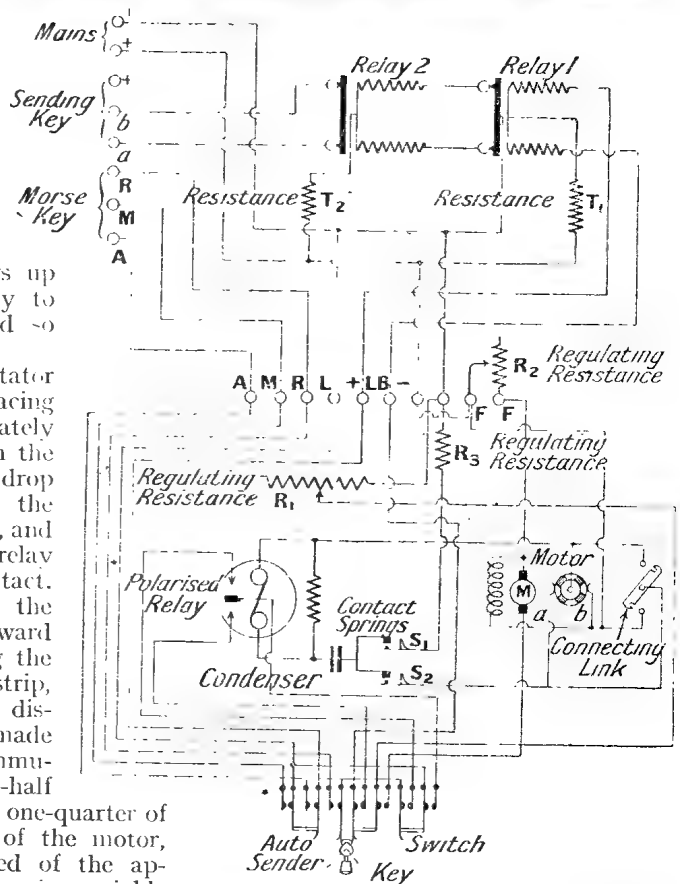 Mains
-
+
Relay 2
Relay 1
+
Sending
Key
b
a
Morse
Key
R
M
A
Resistance
T₂
Resistance
T₁
s up
y to
d so
tator
acing
ately
n the
drop
the
, and
relay
tact.
the
ward
g the
strip,
dis-
made
mmu-
-half
one-quarter of
of the motor,
ed of the ap-
A M R L + LB - F F
R₂
Regulating
Resistance
Regulating
Resistance
R₃
Regulating
Resistance
R₁
Polarised
Relay
Contact
Springs
S₁
S₂
Condenser
Motor
M
a
C
b
Connecting
Link
Auto
Sender
Key
Switch